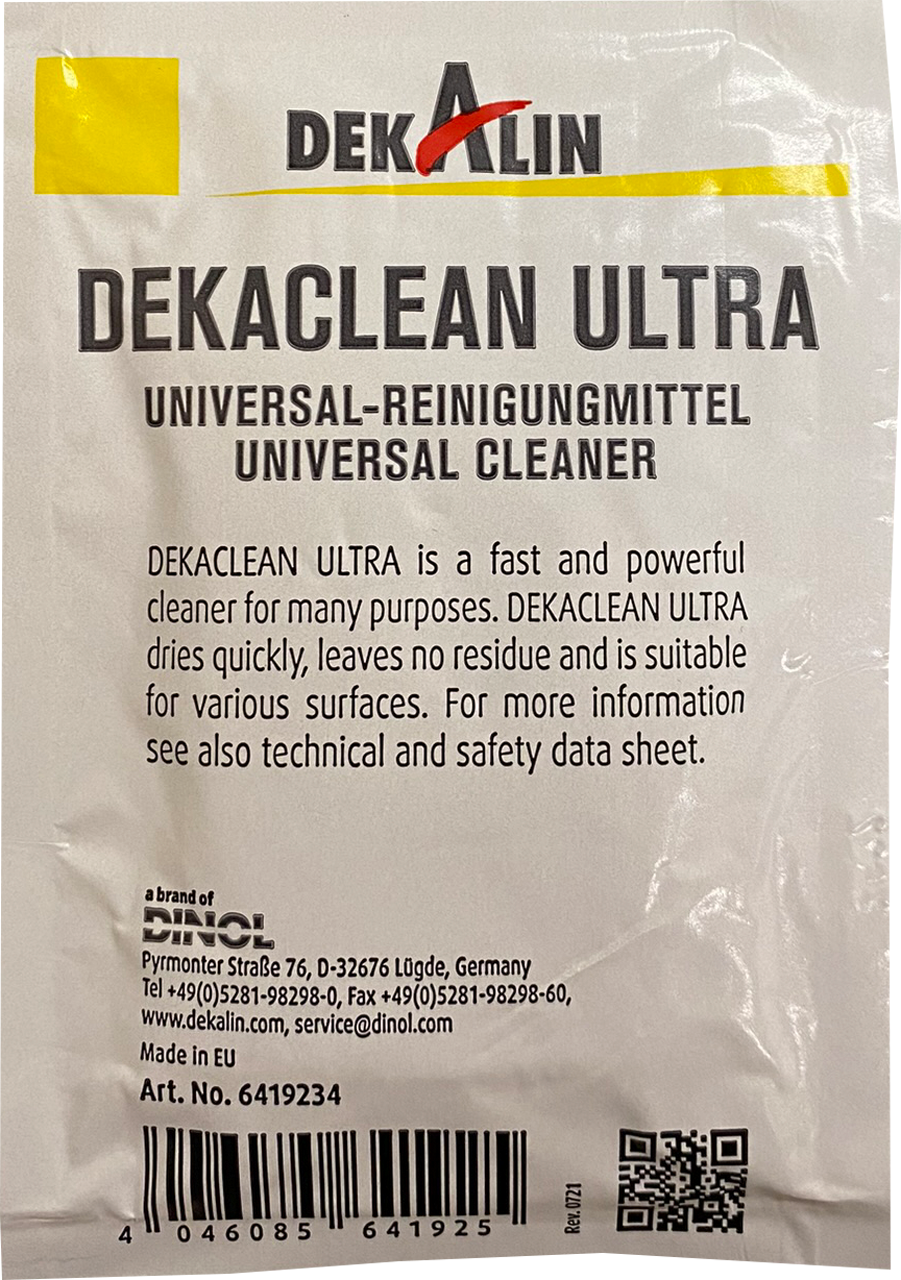 DEKALIN
DEKACLEAN ULTRA
UNIVERSAL-REINIGUNGMITTEL
UNIVERSAL CLEANER
DEKACLEAN ULTRA is a fast and powerful
cleaner for many purposes. DEKACLEAN ULTRA
dries quickly, leaves no residue and is suitable
for various surfaces. For more information
see also technical and safety data sheet.
a brand of
DINOL
Pyrmonter Straße 76, D-32676 Lügde, Germany
Tel +49(0)5281-98298-0, Fax +49(0)5281-98298-60,
www.dekalin.com, service@dinol.com
Made in EU
Art. No. 6419234
4 046085 641925
Rev. 0721